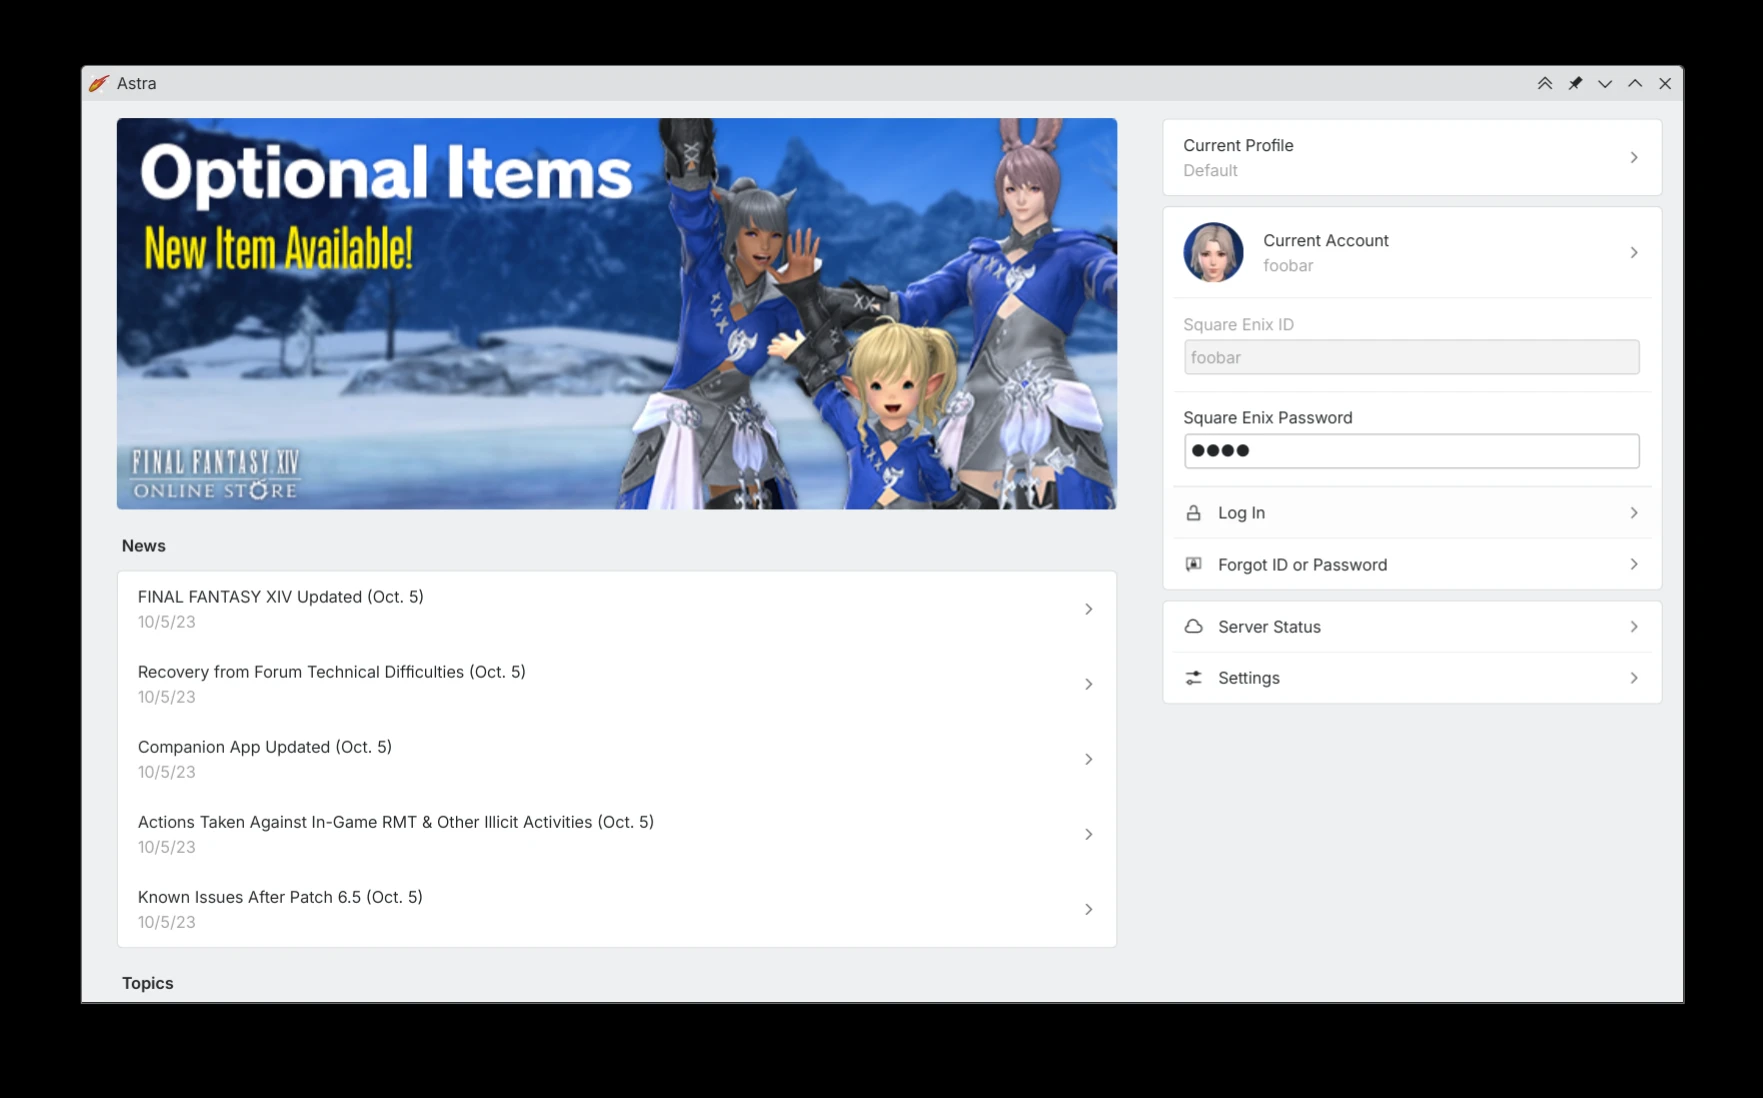 Astra
Optional Items
New Item Available!
FINAL FANTASY XIV
ONLINE STORE
News
FINAL FANTASY XIV Updated (Oct. 5)
10/5/23
Recovery from Forum Technical Difficulties (Oct. 5)
10/5/23
Companion App Updated (Oct. 5)
10/5/23
Actions Taken Against In-Game RMT & Other Illicit Activities (Oct. 5)
10/5/23
Known Issues After Patch 6.5 (Oct. 5)
10/5/23
Topics
Current Profile
Default
Current Account
foobar
Square Enix ID
foobar
Square Enix Password
Log In
Forgot ID or Password
Server Status
Settings